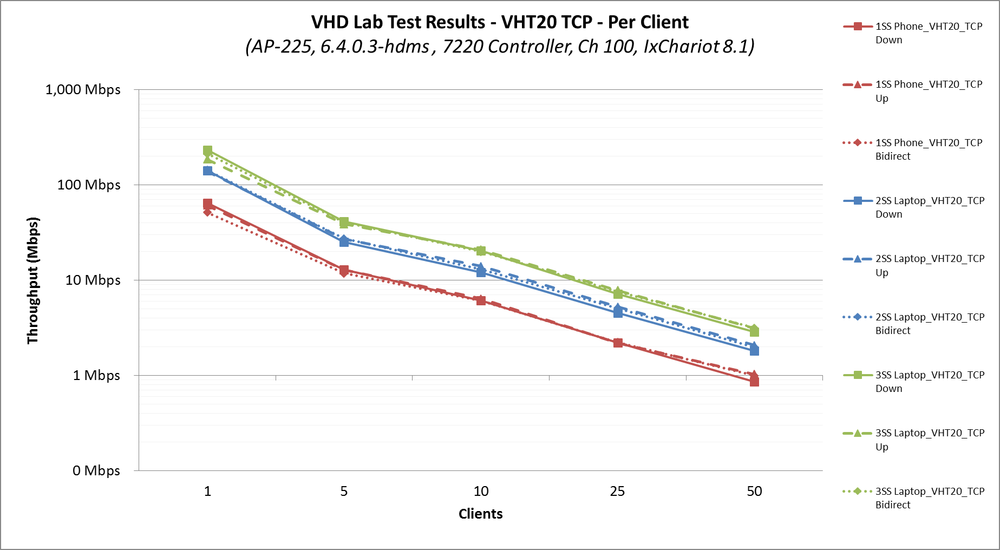 VHD Lab Test Results - VHT20 TCP - Per Client
(AP-225, 6.4.0.3-hdms , 7220 Controller, Ch 100, IxChariot 8.1)
1,000 Mbps
100 Mbps
10 Mbps
1 Mbps
0 Mbps
Throughput (Mbps)
1
5
10
25
50
Clients
1SS Phone_VHT20_TCP
Down
1SS Phone_VHT20_TCP
Up
1SS Phone_VHT20_TCP
Bidirect
2SS Laptop_VHT20_TCP
Down
2SS Laptop_VHT20_TCP
Up
2SS Laptop_VHT20_TCP
Bidirect
3SS Laptop_VHT20_TCP
Down
3SS Laptop_VHT20_TCP
Up
3SS Laptop_VHT20_TCP
Bidirect